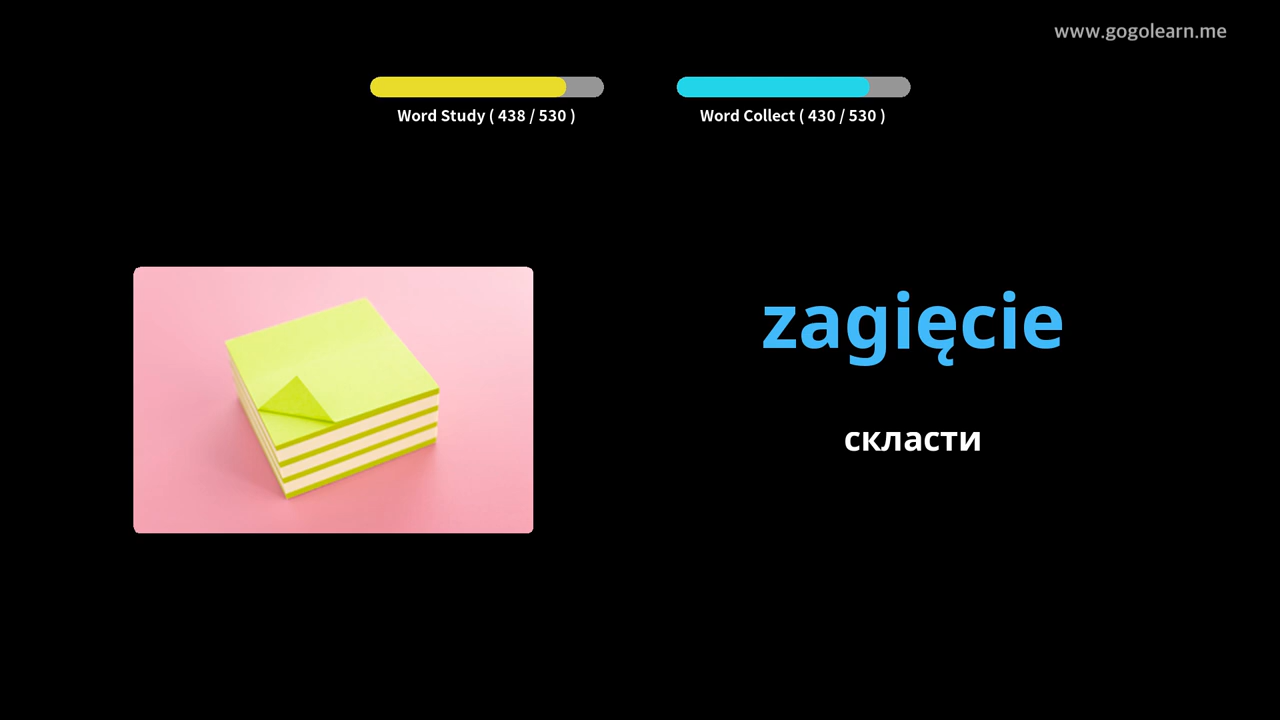 www.gogolearn.me
Word Study ( 438 / 530 )
Word Collect ( 430 / 530 )
zagięcie
скласти